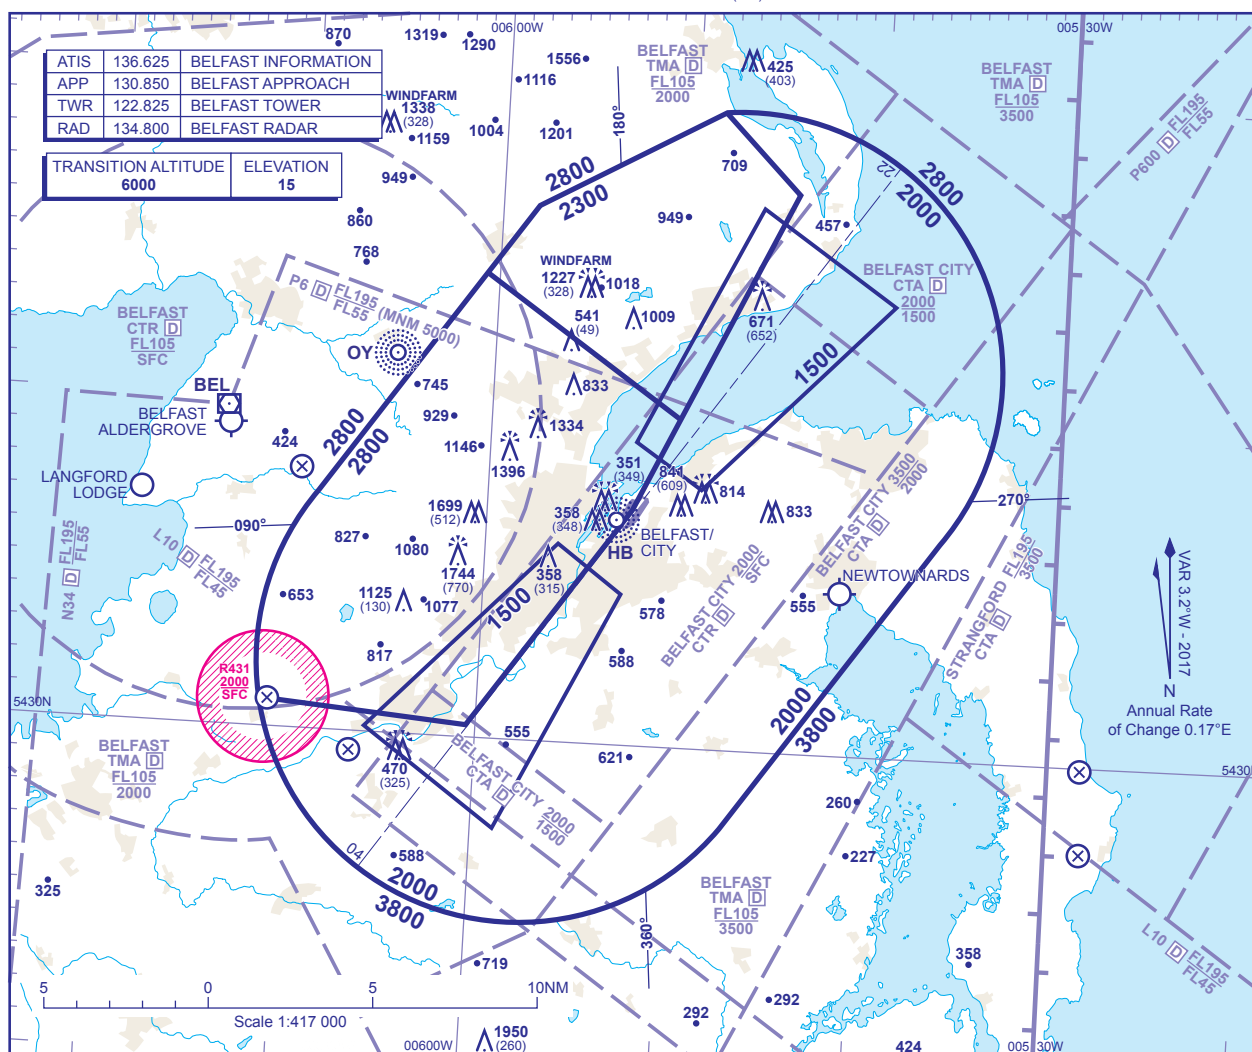 870
1319
1290
006 00W
1556
1116
BELFAST
TMA D
FL105
2000
425
(403)
005 30W
BELFAST
TMA D
FL105
3500
ATIS 136.625 BELFAST INFORMATION
APP 130.850 BELFAST APPROACH
TWR 122.825 BELFAST TOWER
RAD 134.800 BELFAST RADAR
TRANSITION ALTITUDE
6000
ELEVATION
15
WINDFARM
1338
(328)
1159
1004
1201
180°
709
22
2800
2000
P600 D FL195
FL55
949
2800
2300
860
949
457
768
WINDFARM
1227
(328)
1018
BELFAST CITY
CTA D
2000
1500
P6 D FL195 (MNM 5000)
FL55
BELFAST
CTR D
FL105
SFC
541
(49)
1009
671
(652)
OY
1500
BEL
745
833
BELFAST
ALDERGROVE
929
1334
424
2800
2800
1146
1396
LANGFORD
LODGE
351
(349)
841
(609)
814
BELFAST CITY 3500
2000
CTA D
1699
(512)
358
(348)
833
270°
090°
BELFAST/
CITY
HB
827
1080
L10 D FL195
FL45
N34 D FL195
FL55
1744
(770)
358
(315)
NEWTOWNARDS
VAR 3.2°W - 2017
653
1125
(130)
1077
1500
578
BELFAST CITY 2000
SFC
CTR D
555
STRANGFORD FL195
3500
CTA D
817
588
R431
2000
SFC
N
5430N
Annual Rate
of Change 0.17°E
2000
3800
BELFAST
TMA D
FL105
2000
555
621
470
(325)
BELFAST CITY 2000
1500
CTA D
5430N
260
04
588
227
325
2000
3800
BELFAST
TMA D
FL105
3500
360°
L10 D FL195
FL45
719
358
5 0 5 10NM
292
292
Scale 1:417 000
1950
(260)
006 00W
424
005 30W